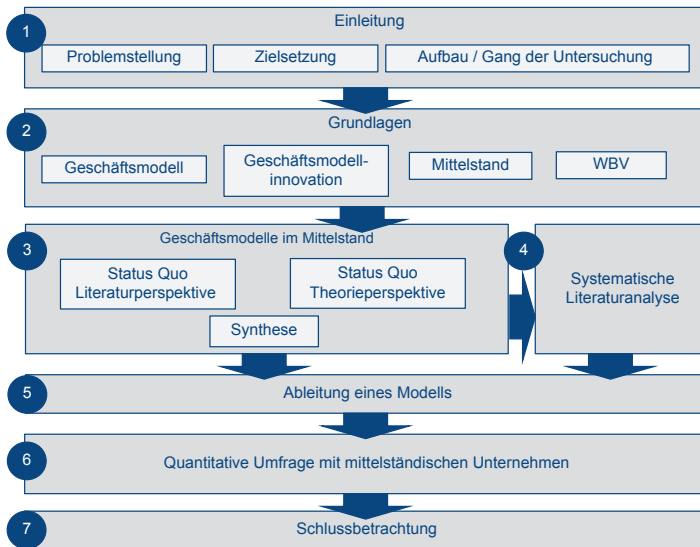 1
Einleitung
Problemstellung
Zielsetzung
Aufbau / Gang der Untersuchung
2
Grundlagen
Geschäftsmodell
Geschäftsmodell-
innovation
Mittelstand
WBV
3
Geschäftsmodelle im Mittelstand
Status Quo
Literaturperspektive
Status Quo
Theorieperspektive
Synthese
4
Systematische
Literaturanalyse
5
Ableitung eines Modells
6
Quantitative Umfrage mit mittelständischen Unternehmen
7
Schlussbetrachtung